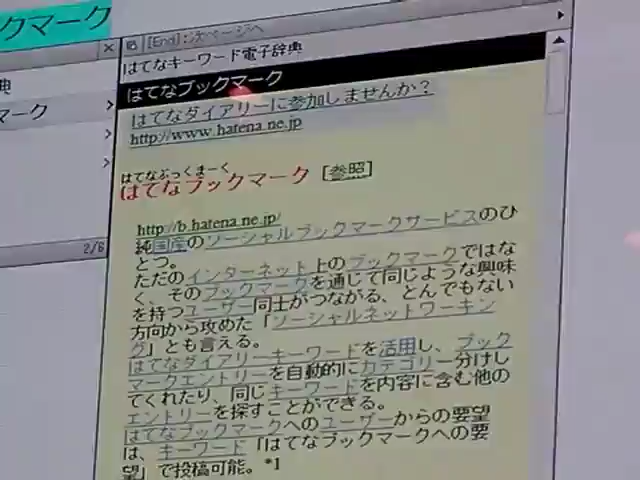 クマーク
略 [End]:次ページへ
はてなキーワード電子辞典
典
はてなブックマーク
マーク
はてなダイアリーに参加しませんか?
http://www.hatena.ne.jp
はてなぶっくまーく
はてなブックマーク [参照]
2/6
http://b.hatena.ne.jp/
純国産のソーシャルブックマークサービスのひ
とつ。
ただのインターネット上のブックマークではな
く、そのブックマークを通じて同じような興味
を持つユーザー同士がつながる、とんでもない
方向から攻めた「ソーシャルネットワーキン
グ」とも言える。
はてなダイアリーキーワードを活用し、ブック
マークエントリーを自動的にカテゴリー分けし
てくれたり、同じキーワードを内容に含む他の
エントリーを探すことができる。
はてなブックマークへのユーザーからの要望
は、キーワード「はてなブックマークへの要
望」で投稿可能。*1